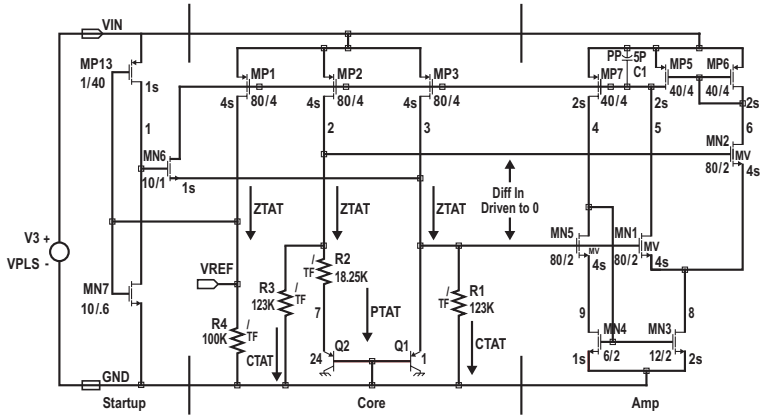 VIN
PP 5P
C1
MP13
1/40
1s
MP1
4s 80/4
MP2
4s 80/4
MP3
4s 80/4
MP7
2s 40/4
MP5
2s 40/4
MP6
40/4 2s
1
2
3
4
5
6
MN6
10/1
1s
MN2
MV
80/2
4s
Diff In
Driven to 0
ZTAT
ZTAT
ZTAT
V3 +
VPLS -
MN5
MV
80/2
4s
MN1
MV
80/2
4s
VREF
R3
123K
TF
R2
18.25K
TF
R1
123K
TF
MN7
10/.6
R4
100K
TF
CTAT
7
PTAT
CTAT
9
8
24
Q2
Q1
1
MN4
1s 6/2
MN3
12/2 2s
GND
Startup
Core
Amp